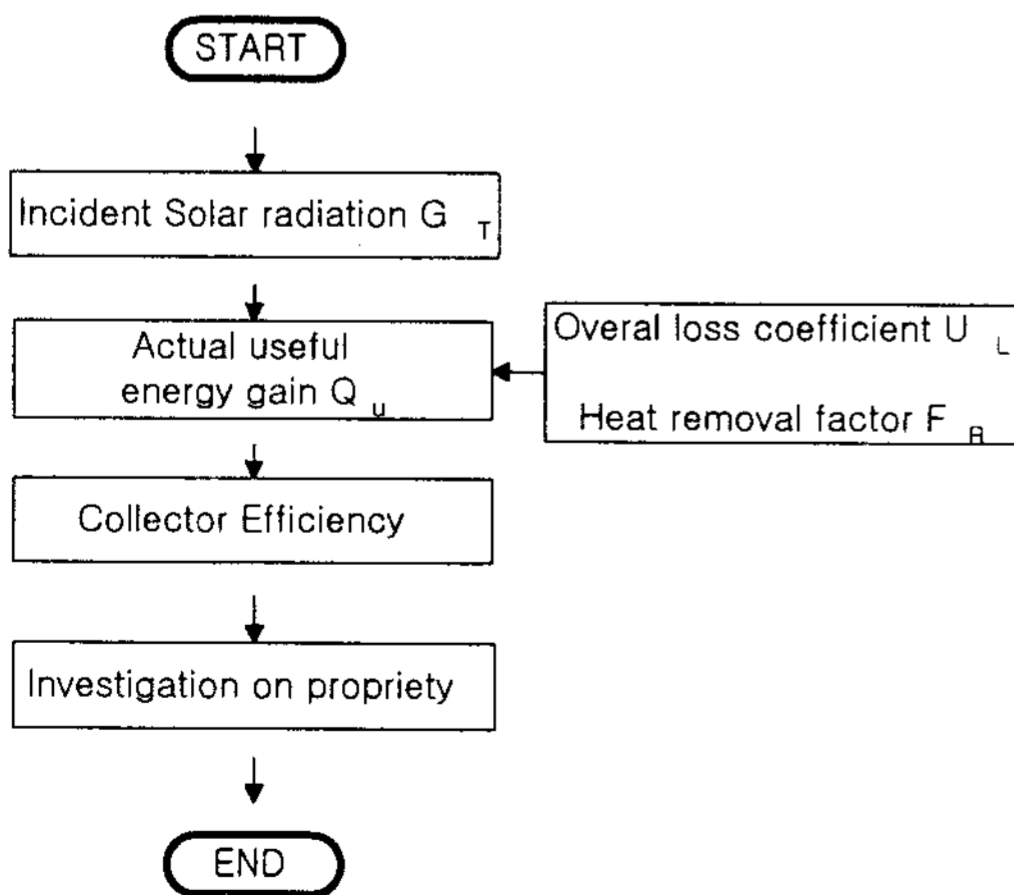 START
Incident Solar radiation G T
Actual useful
energy gain Q u
Overal loss coefficient U L
Heat removal factor F R
Collector Efficiency
Investigation on propriety
END